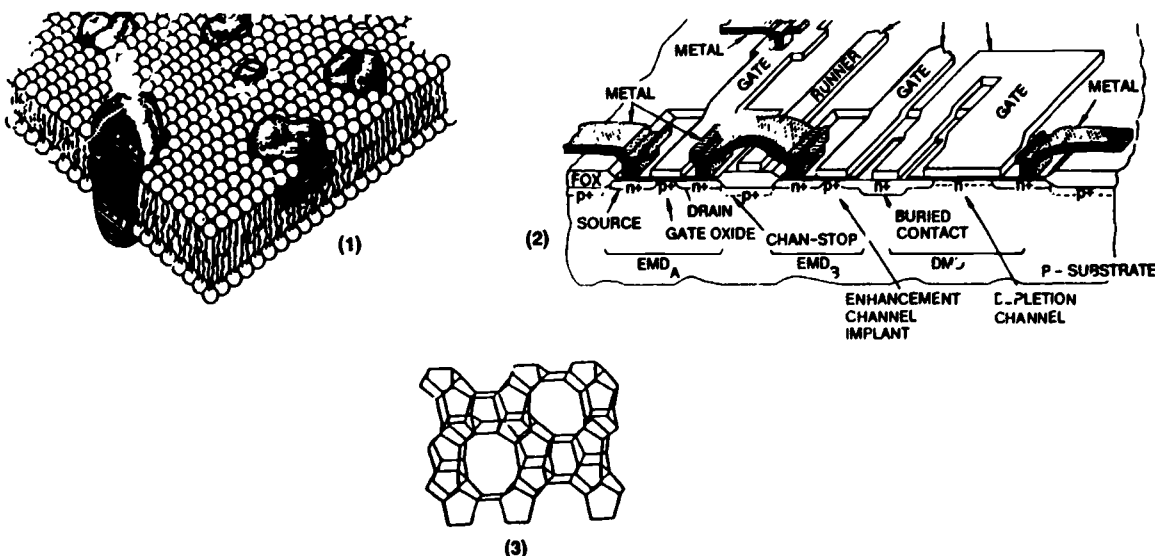 (1)
(2)
METAL
METAL
GATE
RUNNER
GATE
GATE
METAL
FOX
p+
n+
p+
p+
n+
p+
n+
n
n+
p+
SOURCE
DRAIN
GATE OXIDE
CHAN-STOP
BURIED
CONTACT
EMD A
EMD
P - SUBSTRATE
ENHANCEMENT
CHANNEL
IMPLANT
CHANNEL
(3)